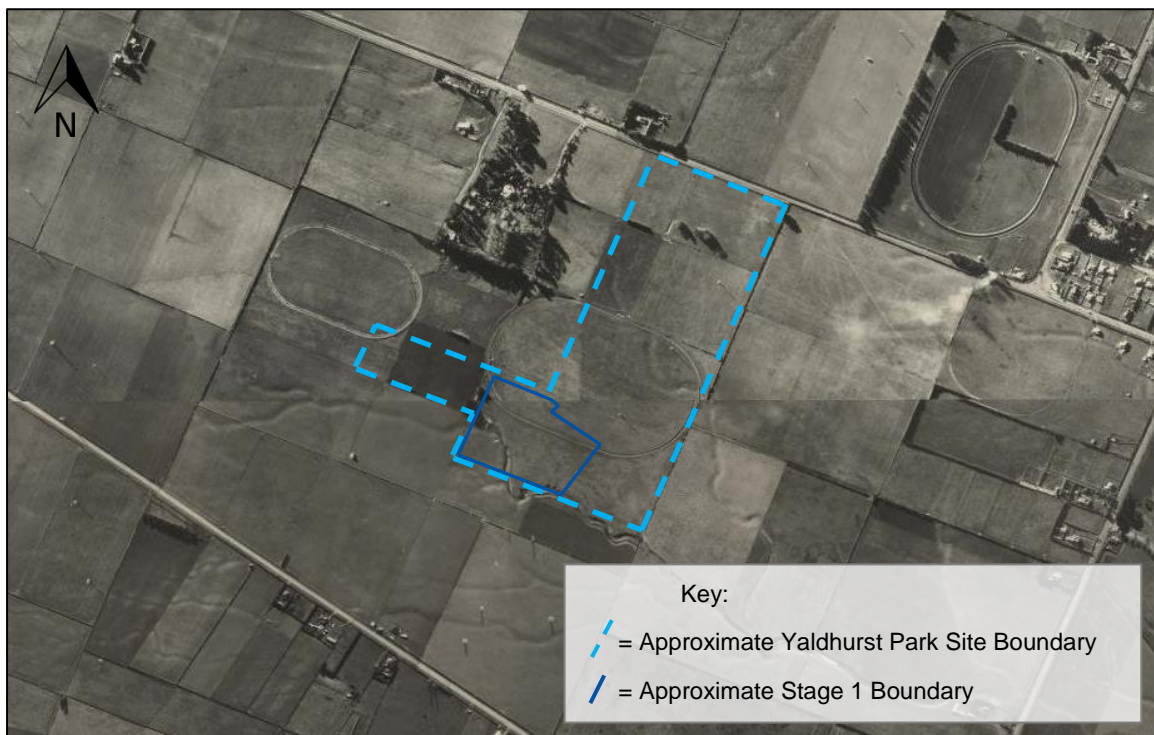 N
Key:
= Approximate Yaldhurst Park Site Boundary
= Approximate Stage 1 Boundary